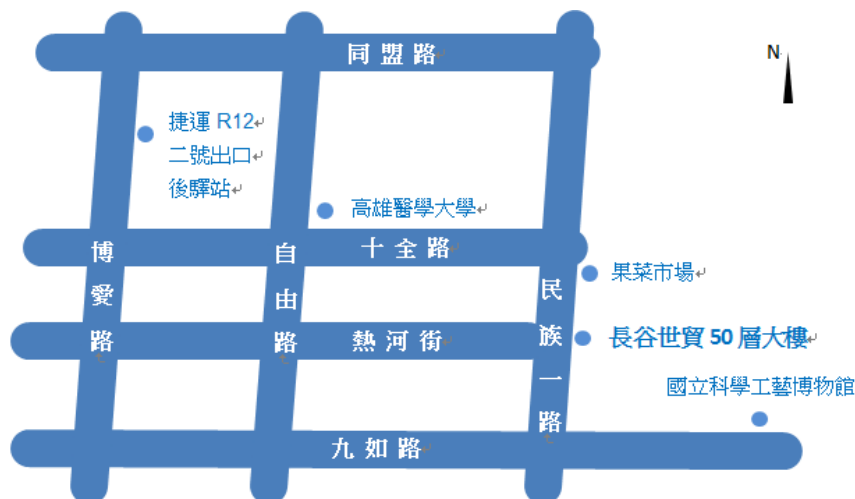 同盟路
N
捷運 R12
二號出口
後驛站
高雄醫學大學
博愛路
自由路
十全路
民族一路
果菜市場
熱河街
長谷世貿 50 層大樓
國立科學工藝博物館
九如路